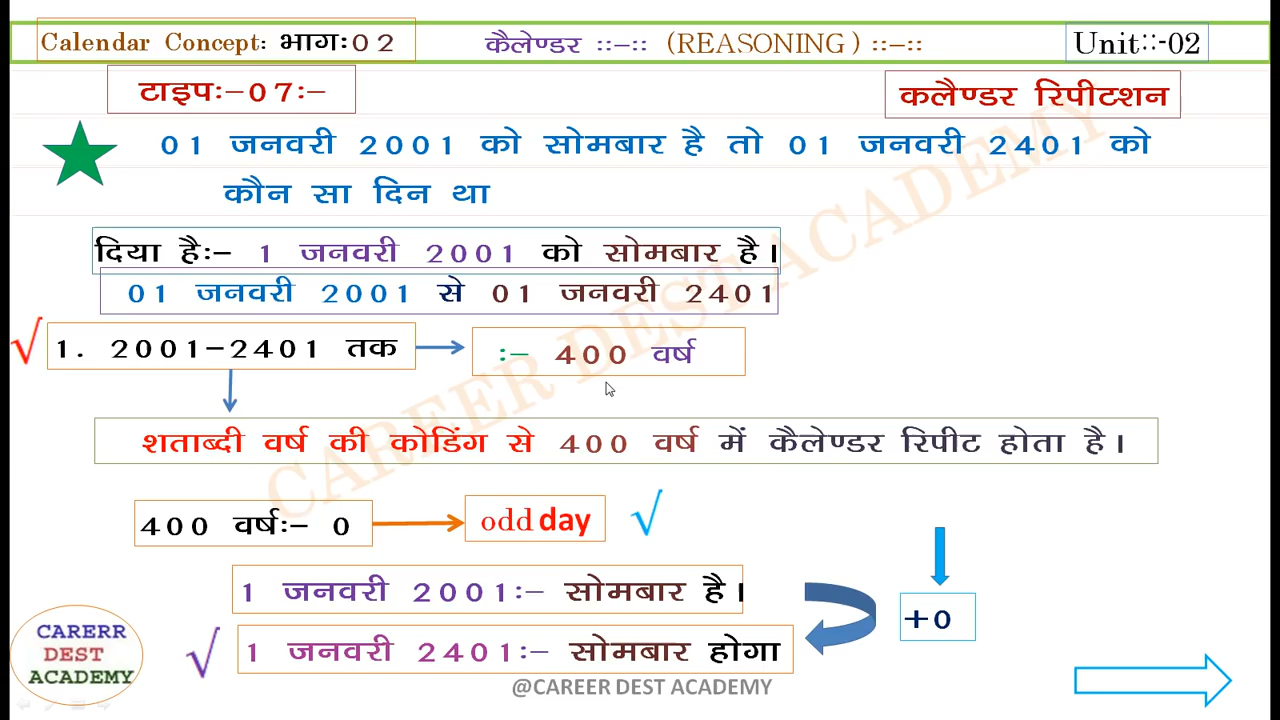 Calendar Concept: भागः02
कैलेण्डर ::-:: (REASONING ) ::-::
Unit::-02
टाइपः-07:-
कलैण्डर रिपीटशन
01 जनवरी 2001 को सोमबार है तो 01 जनवरी 2401 को
कौन सा दिन था
दिया हैः- 1 जनवरी 2001 को सोमबार है।
01 जनवरी 2001 से 01 जनवरी 2401
√ 1. 2001-2401 तक
:- 400 वर्ष
शताब्दी वर्ष की कोडिंग से 400 वर्ष में कैलेण्डर रिपीट होता है।
400 वर्षः- 0
odd day √
1 जनवरी 2001:- सोमबार है।
+0
√ 1 जनवरी 2401:- सोमबार होगा
CARERR
DEST
ACADEMY
@CAREER DEST ACADEMY
CAREER DEST ACADEMY